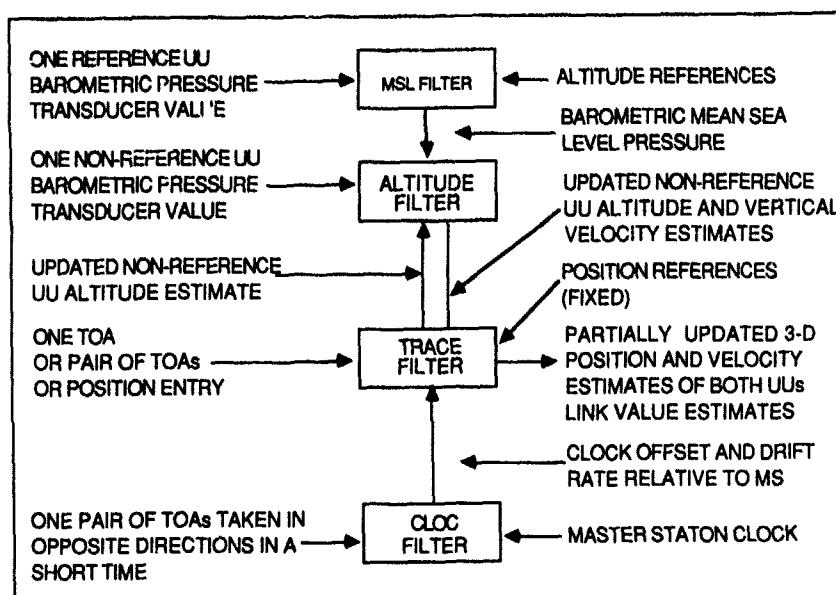 ONE REFERENCE UU
BAROMETRIC PRESSURE
TRANSDUCER VALI'E
MSL FILTER
ALTITUDE REFERENCES
BAROMETRIC MEAN SEA
LEVEL PRESSURE
ONE NON-REFERENCE UU
BAROMETRIC PRESSURE
TRANSDUCER VALUE
ALTITUDE
FILTER
UPDATED NON-REFERENCE
UU ALTITUDE AND VERTICAL
VELOCITY ESTIMATES
UPDATED NON-REFERENCE
UU ALTITUDE ESTIMATE
POSITION REFERENCES
(FIXED)
ONE TOA
OR PAIR OF TOAs
OR POSITION ENTRY
TRACE
FILTER
PARTIALLY UPDATED 3-D
POSITION AND VELOCITY
ESTIMATES OF BOTH UUs
LINK VALUE ESTIMATES
CLOCK OFFSET AND DRIFT
RATE RELATIVE TO MS
ONE PAIR OF TOAs TAKEN IN
OPPOSITE DIRECTIONS IN A
SHORT TIME
CLOC
FILTER
MASTER STATON CLOCK